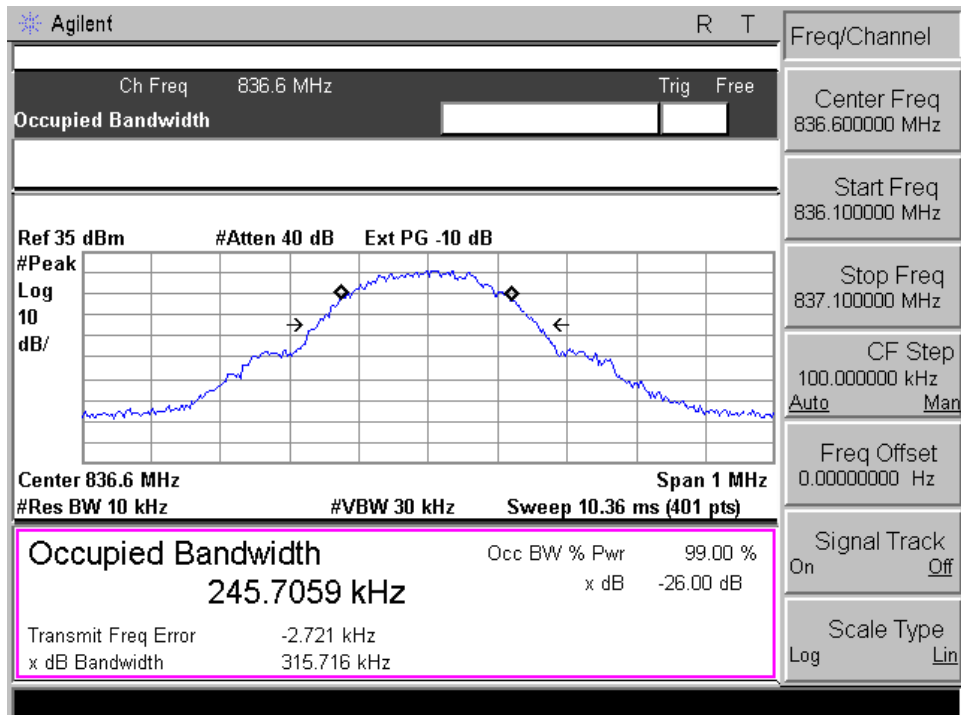 Agilent R T
Ch Freq 836.6 MHz Trig Free
Occupied Bandwidth
Ref 35 dBm #Atten 40 dB Ext PG -10 dB
#Peak
Log
10
dB/
Center 836.6 MHz Span 1 MHz
#Res BW 10 kHz #VBW 30 kHz Sweep 10.36 ms (401 pts)
Occupied Bandwidth
245.7059 kHz
Occ BW % Pwr 99.00 %
x dB -26.00 dB
Transmit Freq Error -2.721 kHz
x dB Bandwidth 315.716 kHz
Freq/Channel
Center Freq
836.600000 MHz
Start Freq
836.100000 MHz
Stop Freq
837.100000 MHz
CF Step
100.000000 kHz
Auto Man
Freq Offset
0.00000000 Hz
Signal Track
On Off
Scale Type
Log Lin